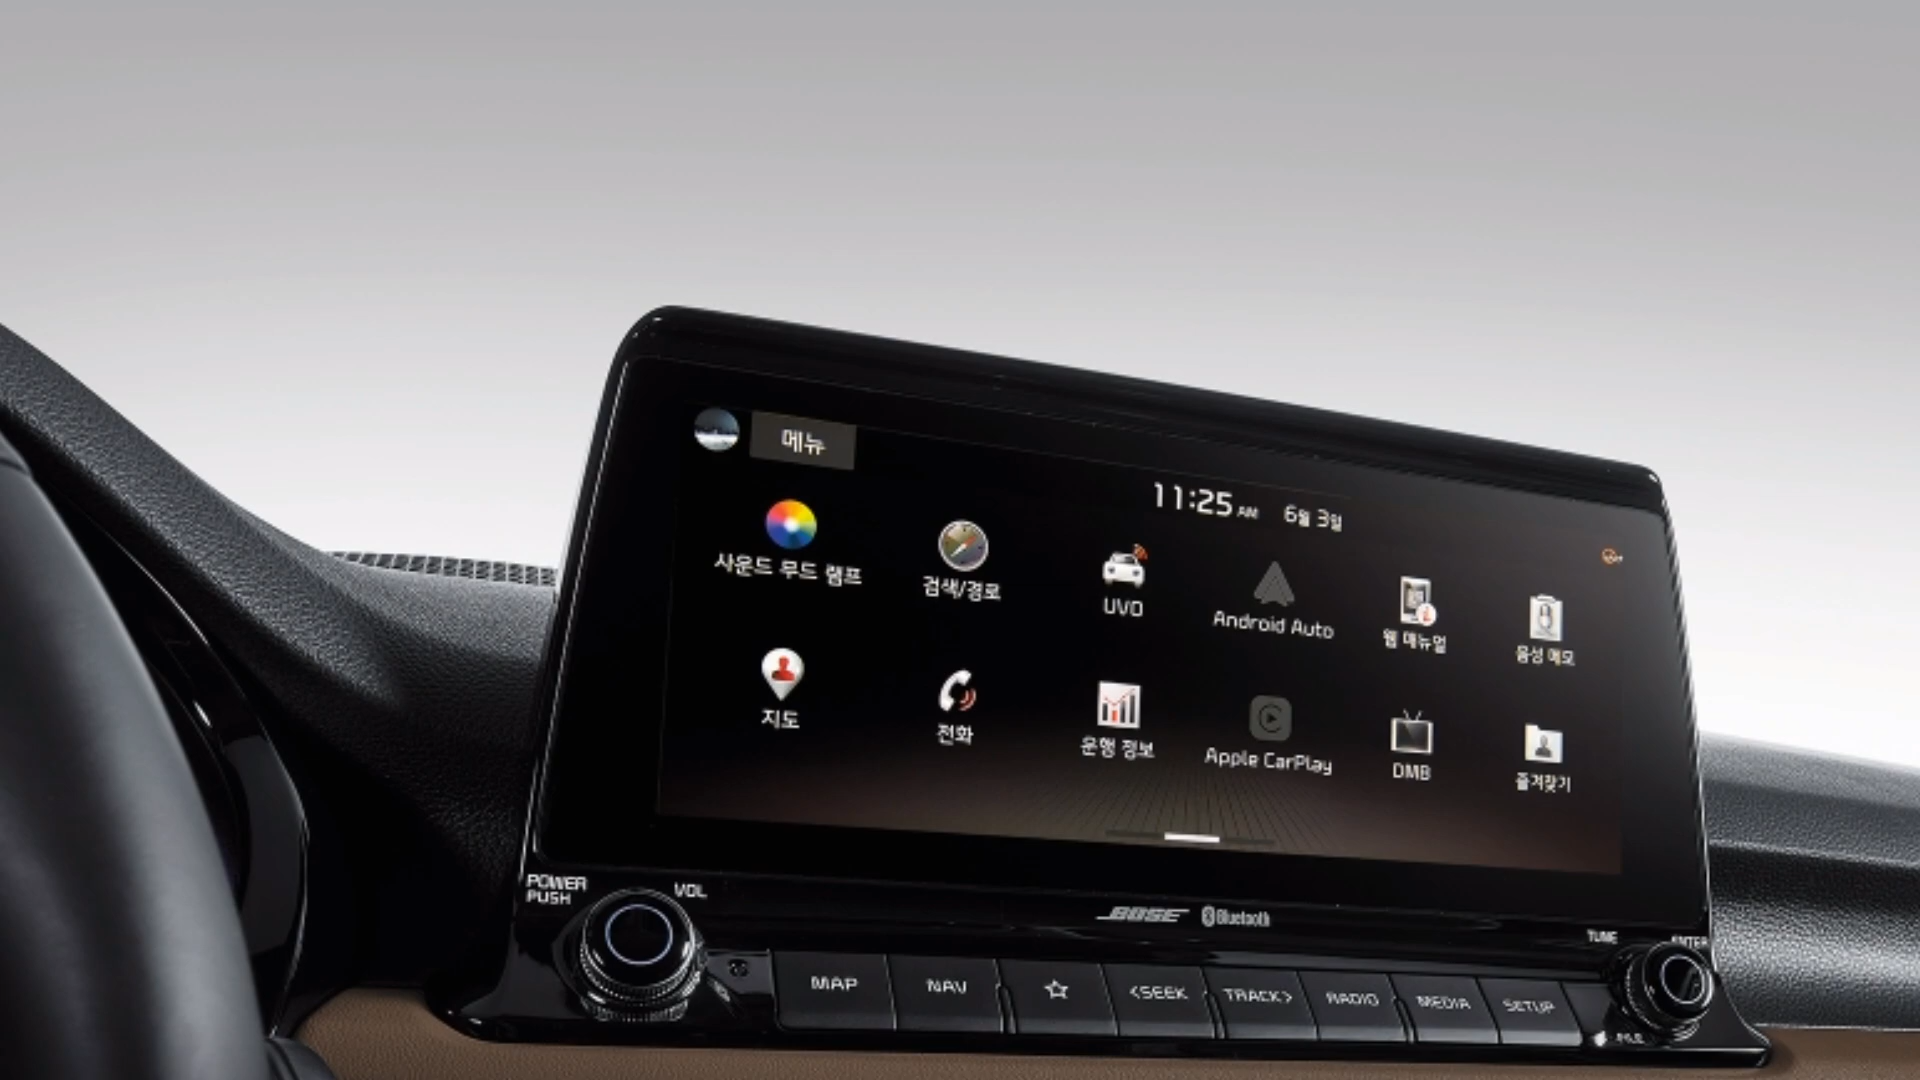 메뉴
11:25 AM 6월 3일
사운드 무드 램프
검색/경로
UVO
Android Auto
웹 매뉴얼
음성 메모
지도
전화
운행 정보
Apple CarPlay
DMB
즐겨찾기
POWER
PUSH
VOL
BOSE
Bluetooth
TUNE
ENTER
MAP
NAV
<SEEK
TRACK>
RADIO
MEDIA
SETUP
FILE